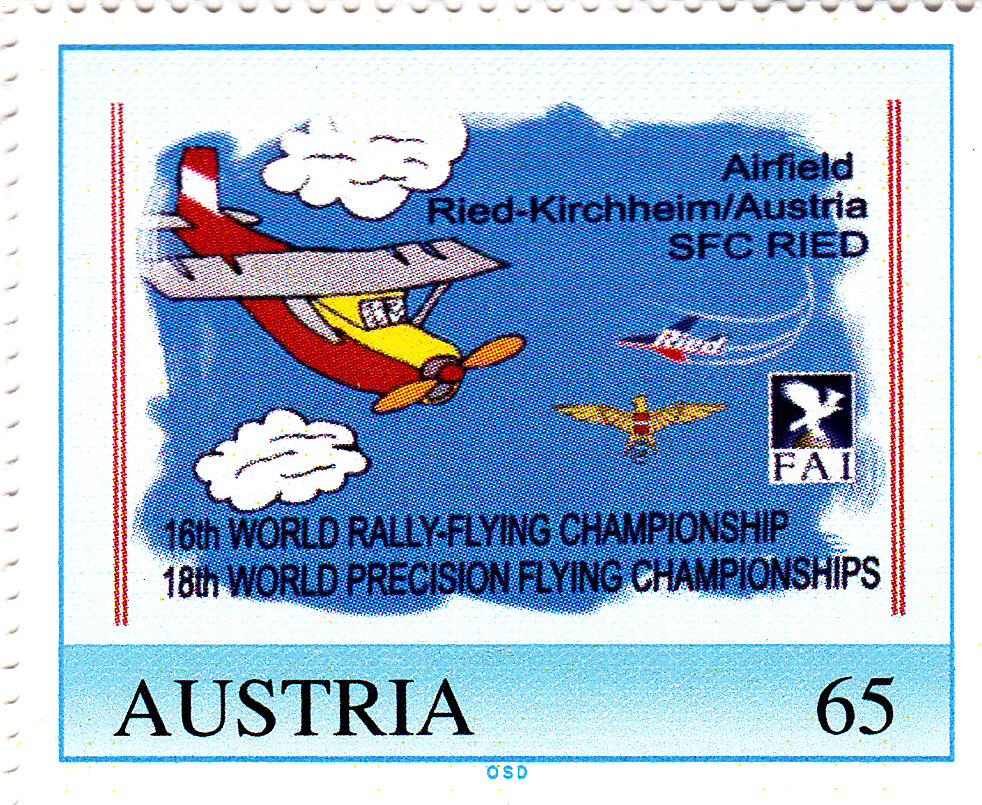 Airfield
Ried-Kirchheim/Austria
SFC RIED
Ried
FAI
16th WORLD RALLY-FLYING CHAMPIONSHIP
18th WORLD PRECISION FLYING CHAMPIONSHIPS
AUSTRIA 65
OSD